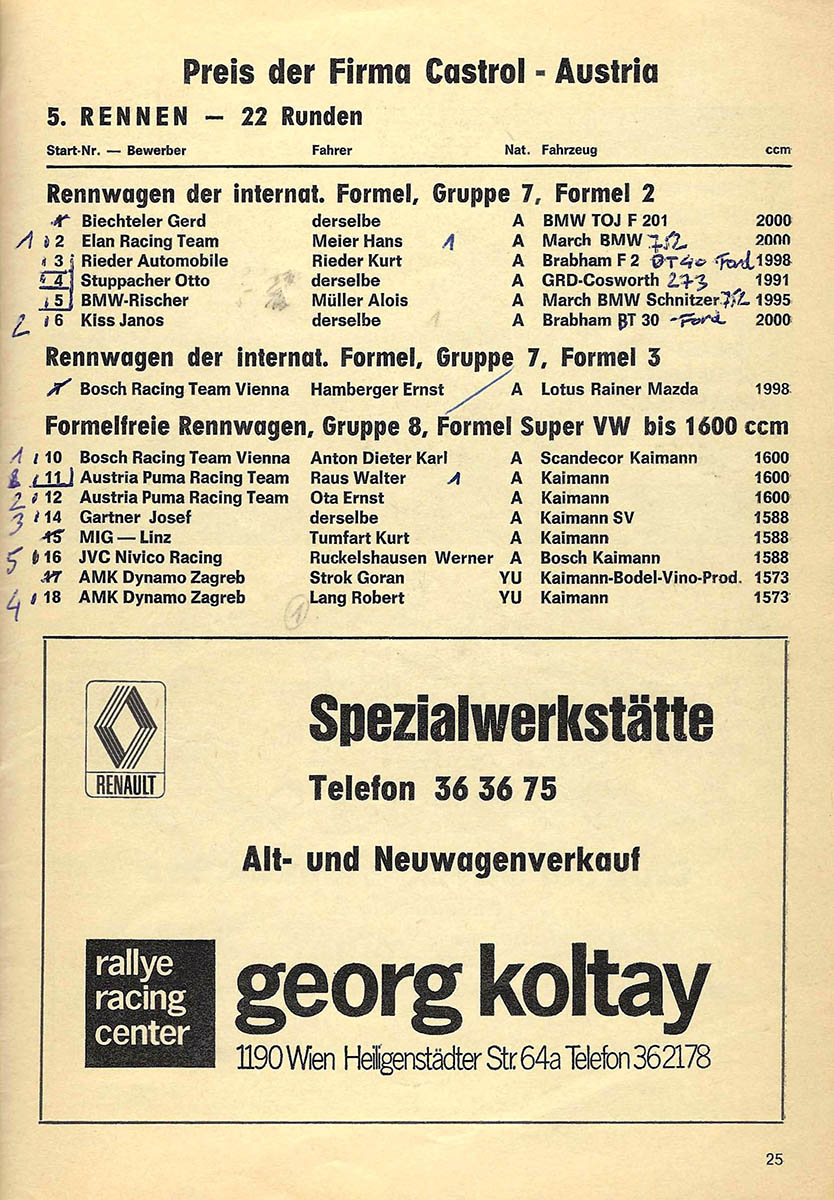 Preis der Firma Castrol - Austria
5. RENNEN — 22 Runden
Start-Nr. — Bewerber Fahrer Nat. Fahrzeug ccm
Rennwagen der internat. Formel, Gruppe 7, Formel 2
1 Biechteler Gerd derselbe A BMW TOJ F 201 2000
1 2 Elan Racing Team Meier Hans 1 A March BMW 752 2000
3 Rieder Automobile Rieder Kurt A Brabham F 2 BT 40 Ford 1998
4 Stuppacher Otto derselbe A GRD-Cosworth 273 1991
5 BMW-Rischer Müller Alois A March BMW Schnitzer 752 1995
2 6 Kiss Janos derselbe 1 A Brabham BT 30 -Ford 2000
Rennwagen der internat. Formel, Gruppe 7, Formel 3
Bosch Racing Team Vienna Hamberger Ernst A Lotus Rainer Mazda 1998
Formelfreie Rennwagen, Gruppe 8, Formel Super VW bis 1600 ccm
1 10 Bosch Racing Team Vienna Anton Dieter Karl A Scandecor Kaimann 1600
11 Austria Puma Racing Team Raus Walter 1 A Kaimann 1600
2 12 Austria Puma Racing Team Ota Ernst A Kaimann 1600
3 14 Gartner Josef derselbe A Kaimann SV 1588
15 MIG — Linz Tumfart Kurt A Kaimann 1588
5 16 JVC Nivico Racing Ruckelshausen Werner A Bosch Kaimann 1588
17 AMK Dynamo Zagreb Strok Goran YU Kaimann-Bodel-Vino-Prod. 1573
4 18 AMK Dynamo Zagreb Lang Robert YU Kaimann 1573
1
RENAULT
Spezialwerkstätte
Telefon 36 36 75
Alt- und Neuwagenverkauf
rallye
racing
center
georg koltay
1190 Wien Heiligenstädter Str. 64a Telefon 36 21 78
25